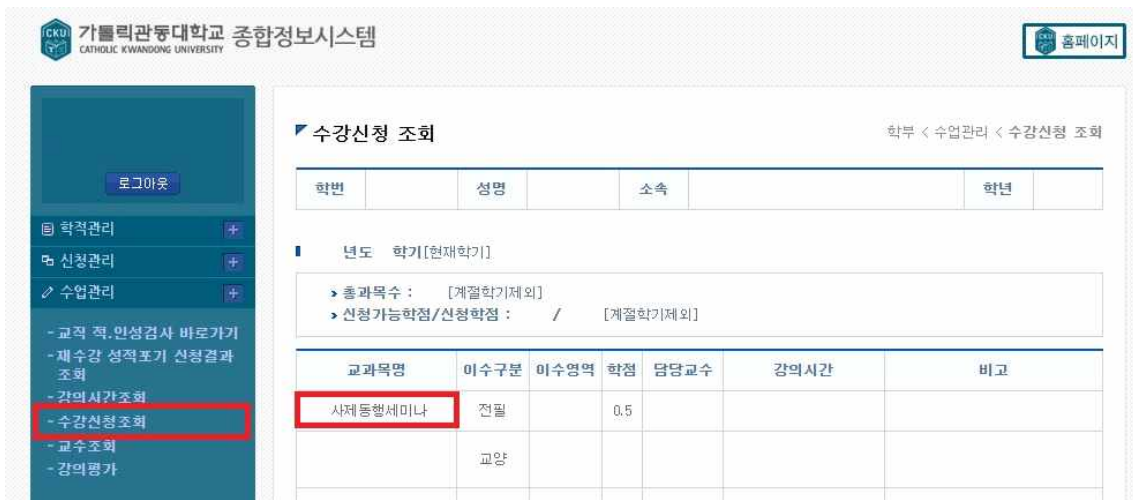 CKU 가톨릭관동대학교 종합정보시스템
CATHOLIC KWANDONG UNIVERSITY
CKU 홈페이지
로그아웃
학적관리 +
신청관리 +
수업관리 +
- 교직 적.인성검사 바로가기
- 재수강 성적포기 신청결과
조회
- 강의시간조회
- 수강신청조회
- 교수조회
- 강의평가
수강신청 조회
학부 < 수업관리 < 수강신청 조회
학번 성명 소속 학년
년도 학기[현재학기]
› 총과목수 : [계절학기제외]
› 신청가능학점/신청학점 : / [계절학기제외]
교과목명 이수구분 이수영역 학점 담당교수 강의시간 비고
사제동행세미나 전필 0.5
교양